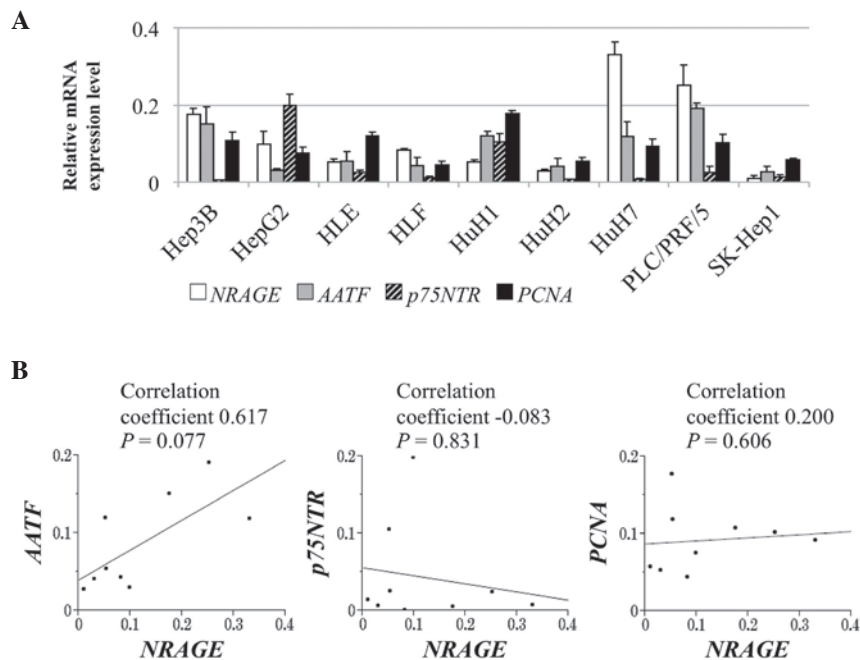 A
Relative mRNA
expression level
0.4
0.2
0
Hep3B
HepG2
HLE
HLF
HuH1
HuH2
HuH7
PLC/PRF/5
SK-Hep1
NRAGE AATF p75NTR PCNA
B
Correlation
coefficient 0.617
P = 0.077
AATF
0.2
0.1
0
0 0.1 0.2 0.3 0.4
NRAGE
Correlation
coefficient -0.083
P = 0.831
p75NTR
0.2
0.1
0
0 0.1 0.2 0.3 0.4
NRAGE
Correlation
coefficient 0.200
P = 0.606
PCNA
0.2
0.1
0
0 0.1 0.2 0.3 0.4
NRAGE